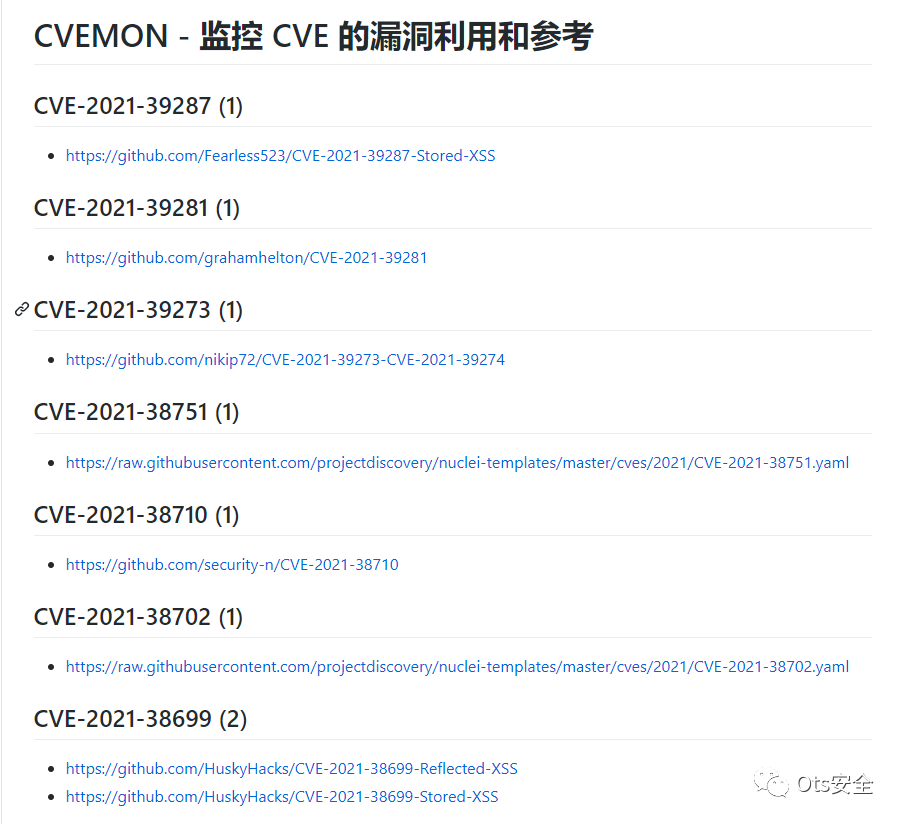 CVEMON - 监控 CVE 的漏洞利用和参考
CVE-2021-39287 (1)
https://github.com/Fearless523/CVE-2021-39287-Stored-XSS
CVE-2021-39281 (1)
https://github.com/grahamhelton/CVE-2021-39281
CVE-2021-39273 (1)
https://github.com/nikip72/CVE-2021-39273-CVE-2021-39274
CVE-2021-38751 (1)
https://raw.githubusercontent.com/projectdiscovery/nuclei-templates/master/cves/2021/CVE-2021-38751.yaml
CVE-2021-38710 (1)
https://github.com/security-n/CVE-2021-38710
CVE-2021-38702 (1)
https://raw.githubusercontent.com/projectdiscovery/nuclei-templates/master/cves/2021/CVE-2021-38702.yaml
CVE-2021-38699 (2)
https://github.com/HuskyHacks/CVE-2021-38699-Reflected-XSS
https://github.com/HuskyHacks/CVE-2021-38699-Stored-XSS
Ots安全